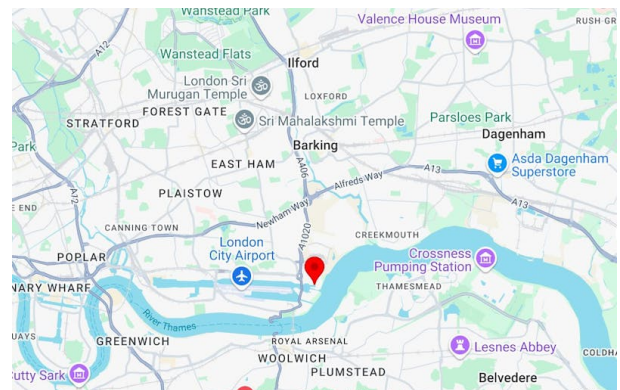 Wanstead Park
Valence House Museum
RUSH GR
A12
Wanstead Flats
Ilford
London Sri
Murugan Temple
LOXFORD
FOREST GATE
Sri Mahalakshmi Temple
Parsloes Park
STRATFORD
Dagenham
Park
Barking
EAST HAM
A406
A13
Asda Dagenham
Superstore
Alfreds Way
A12
PLAISTOW
A13
E END
Newham Way
CANNING TOWN
A1020
CREEKMOUTH
London
City Airport
POPLAR
Crossness
Pumping Station
NARY WHARF
THAMESMEAD
River Thames
UAYS
GREENWICH
ROYAL ARSENAL
Lesnes Abbey
COLDHA
WOOLWICH
Cutty Sark
PLUMSTEAD
Belvedere